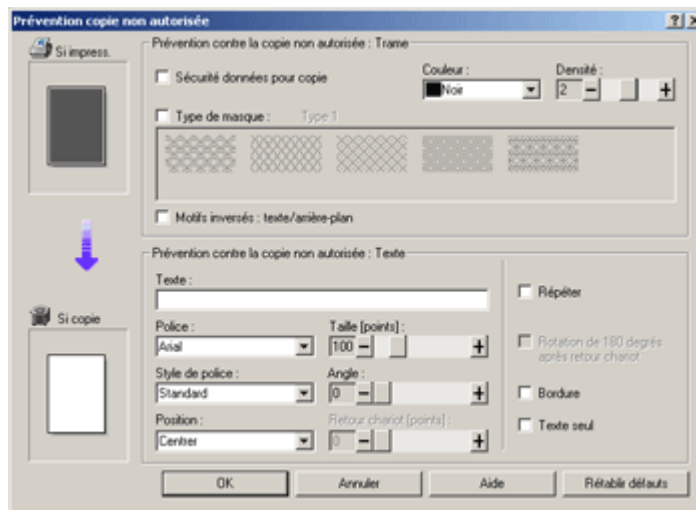 Prévention copie non autorisée
Si impress.
Prévention contre la copie non autorisée : Trame
Sécurité données pour copie
Couleur :
Noir
Densité :
2
Type de masque :
Type 1
Motifs inversés : texte/arrière-plan
Si copie
Prévention contre la copie non autorisée : Texte
Texte :
Police :
Arial
Taille [points] :
100
Style de police :
Standard
Angle :
0
Position :
Centrer
Retour chariot [points] :
0
Répéter
Rotation de 180 degrés
après retour chariot
Bordure
Texte seul
OK
Annuler
Aide
Rétablir défauts